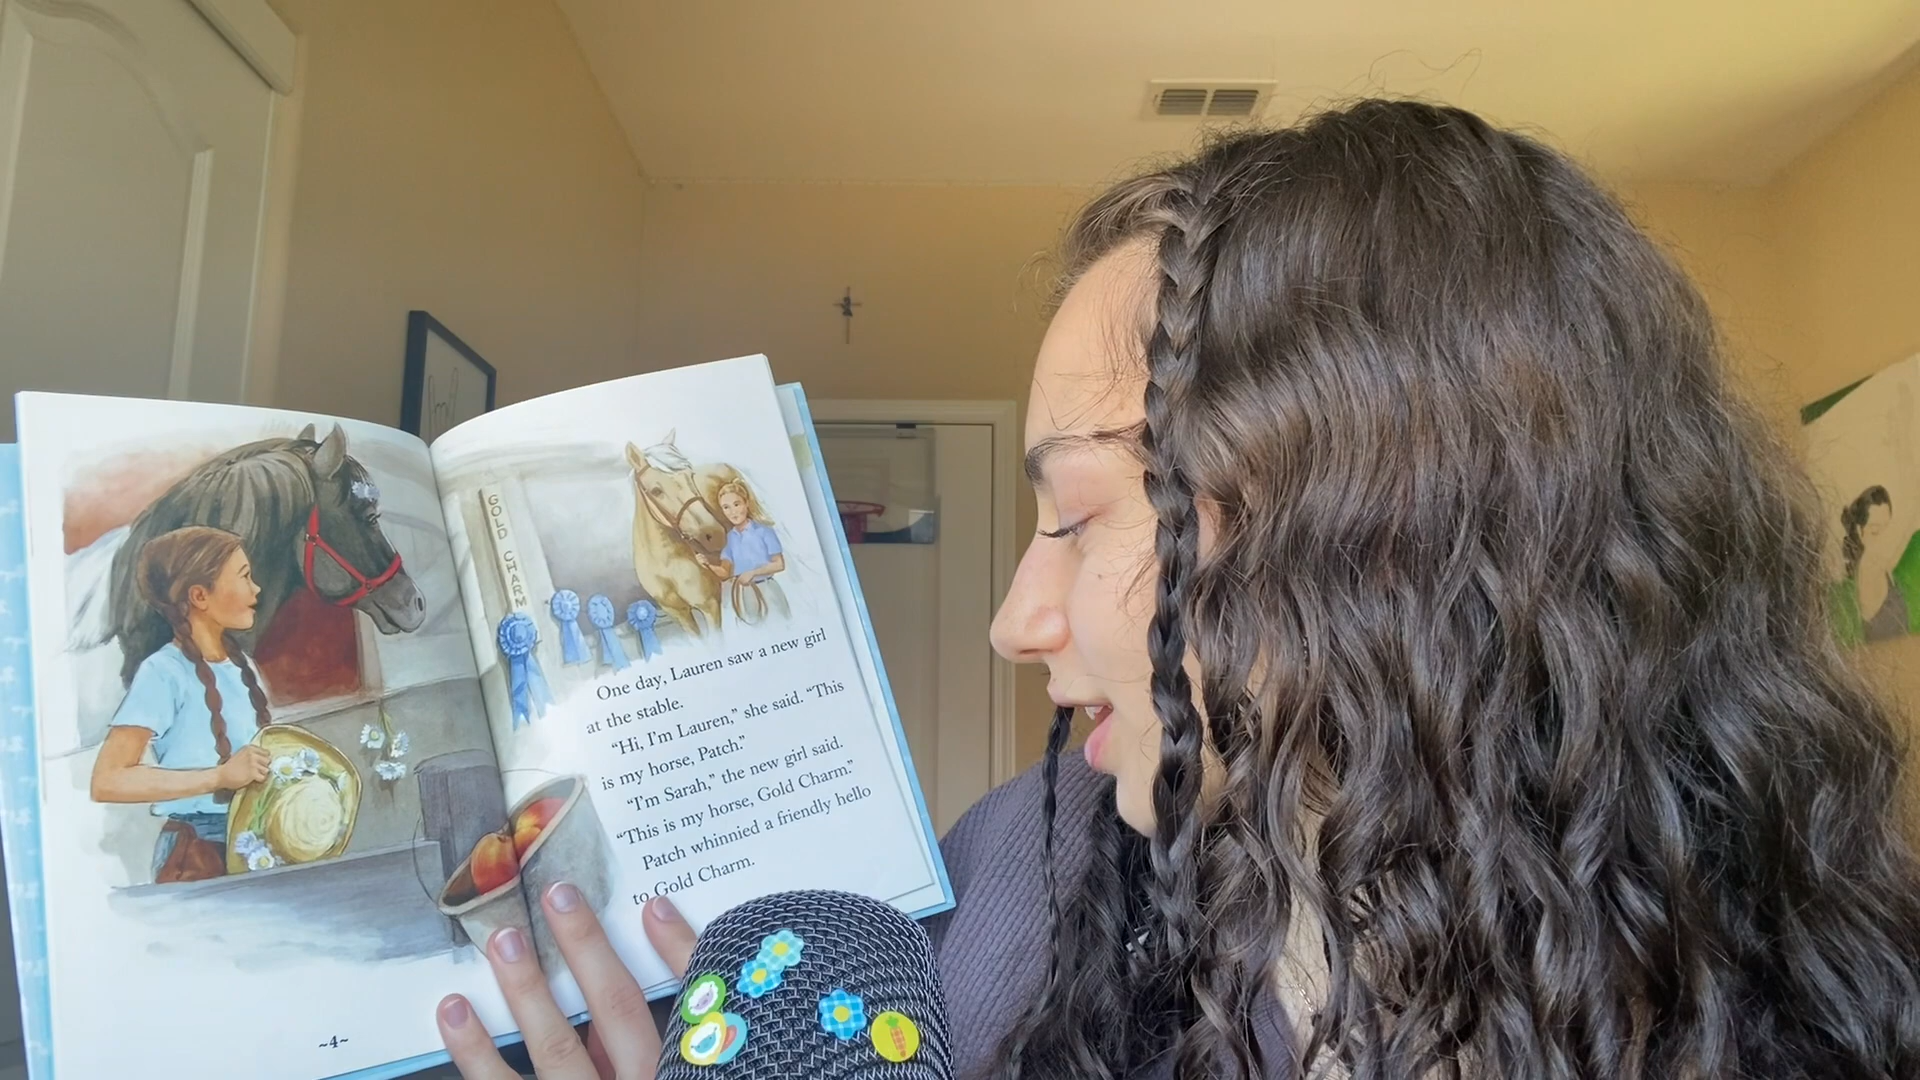 GOLD CHARM
One day, Lauren saw a new girl
at the stable.
"Hi, I'm Lauren," she said. "This
is my horse, Patch."
"I'm Sarah," the new girl said.
"This is my horse, Gold Charm."
Patch whinnied a friendly hello
to Gold Charm.
~4~